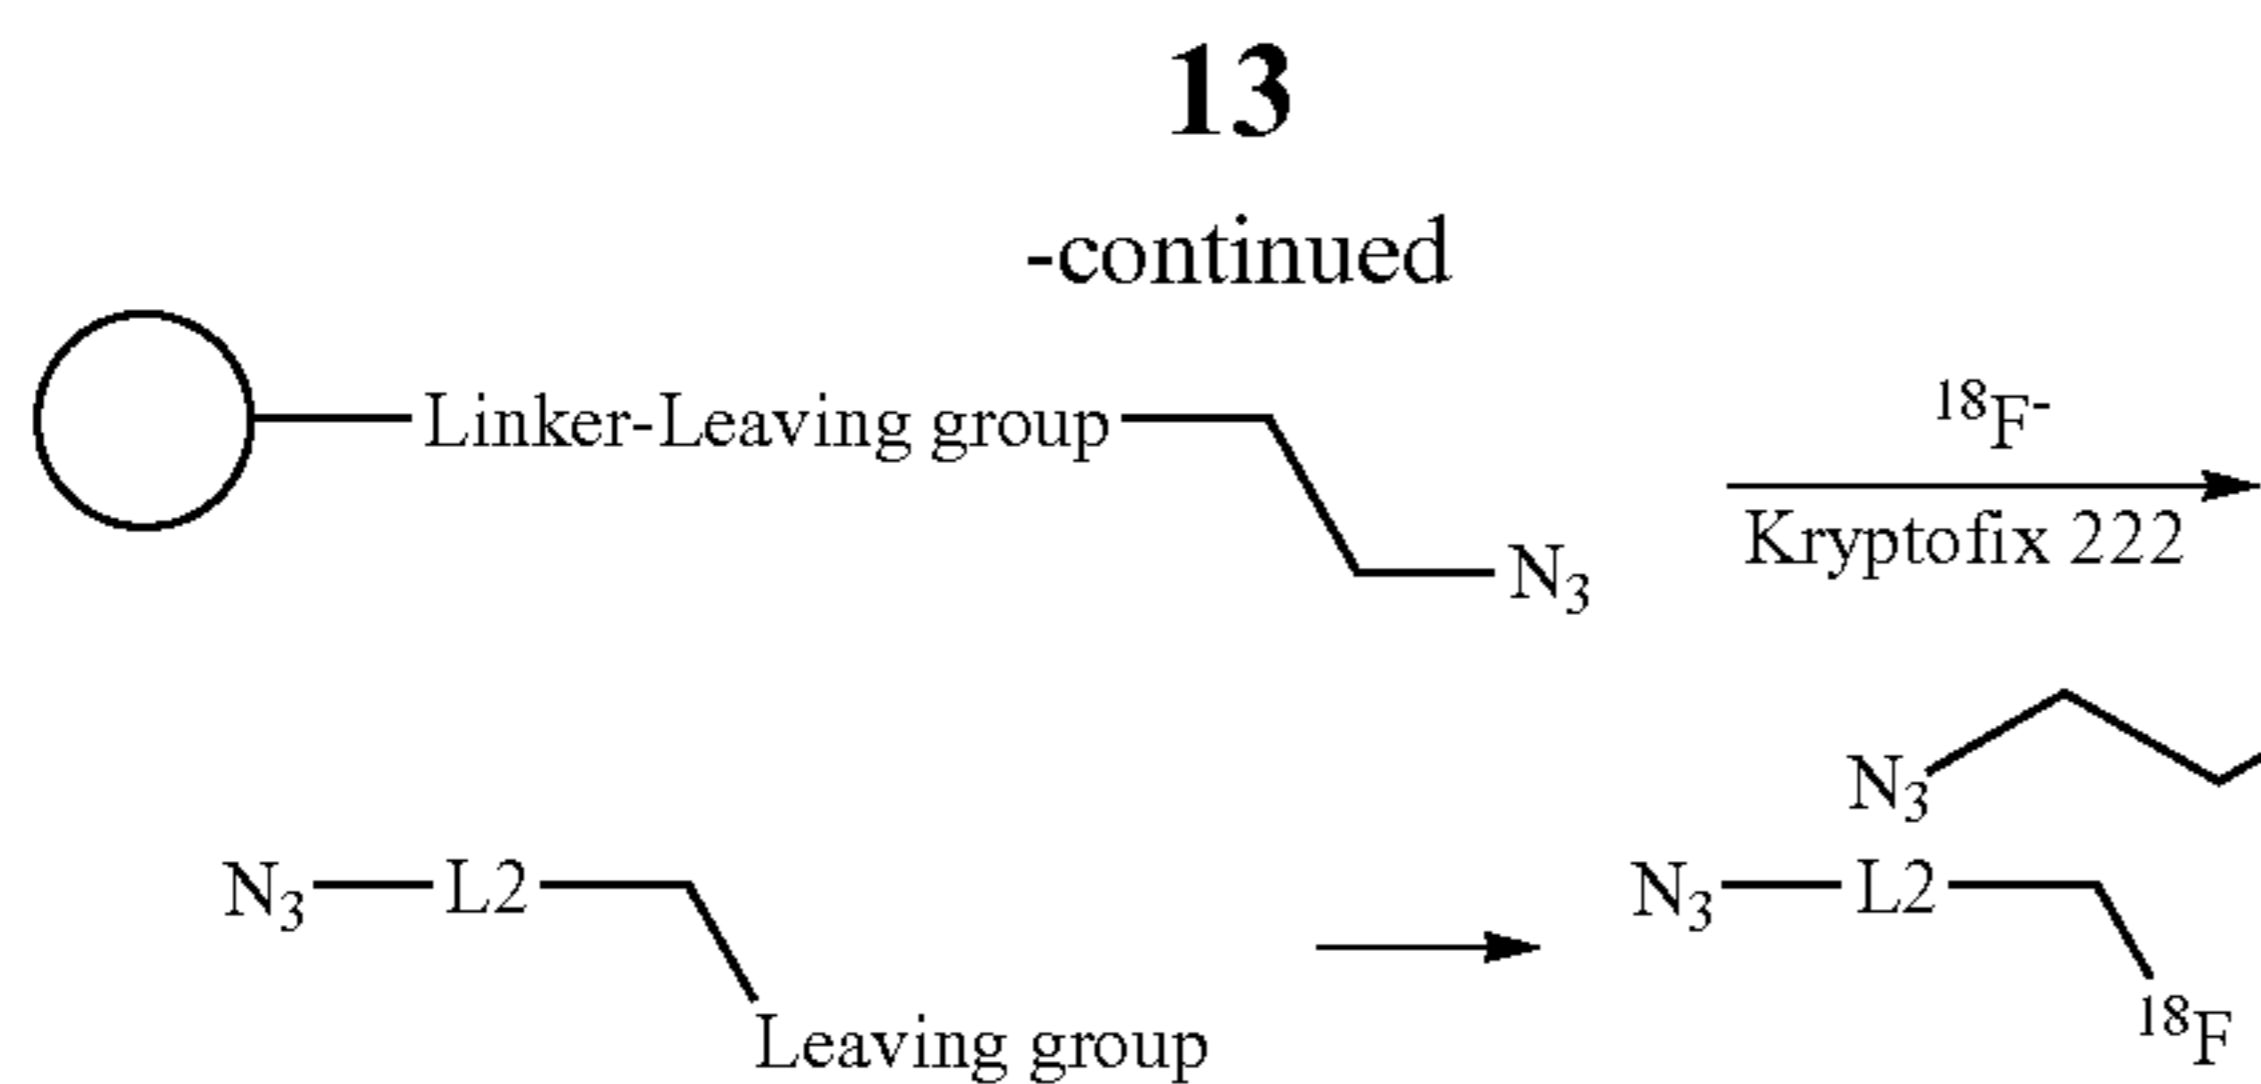 13
-continued
Linker-Leaving group
N3
18F-
Kryptofix 222
N3
N3 L2
Leaving group
N3 L2
18F